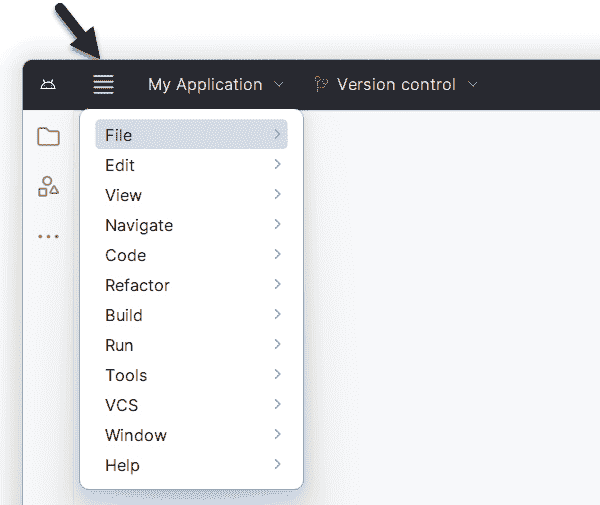 My Application Version control
File
Edit
View
Navigate
Code
Refactor
Build
Run
Tools
VCS
Window
Help